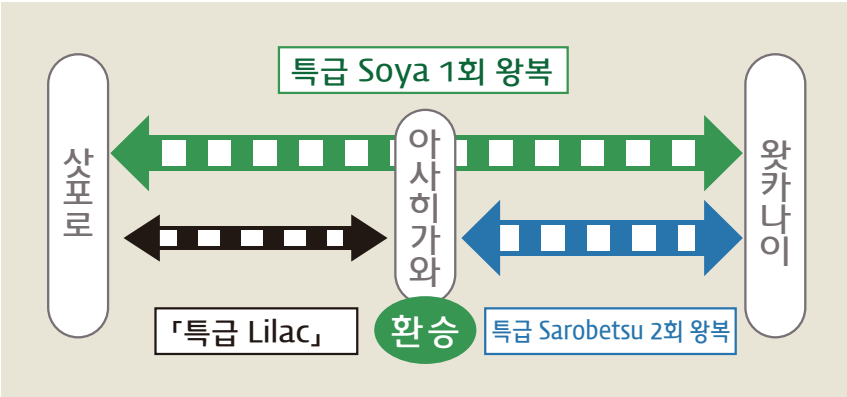 특급 Soya 1회 왕복
삿포로
아사히가와
왓카나이
「특급 Lilac」
환승
특급 Sarobetsu 2회 왕복